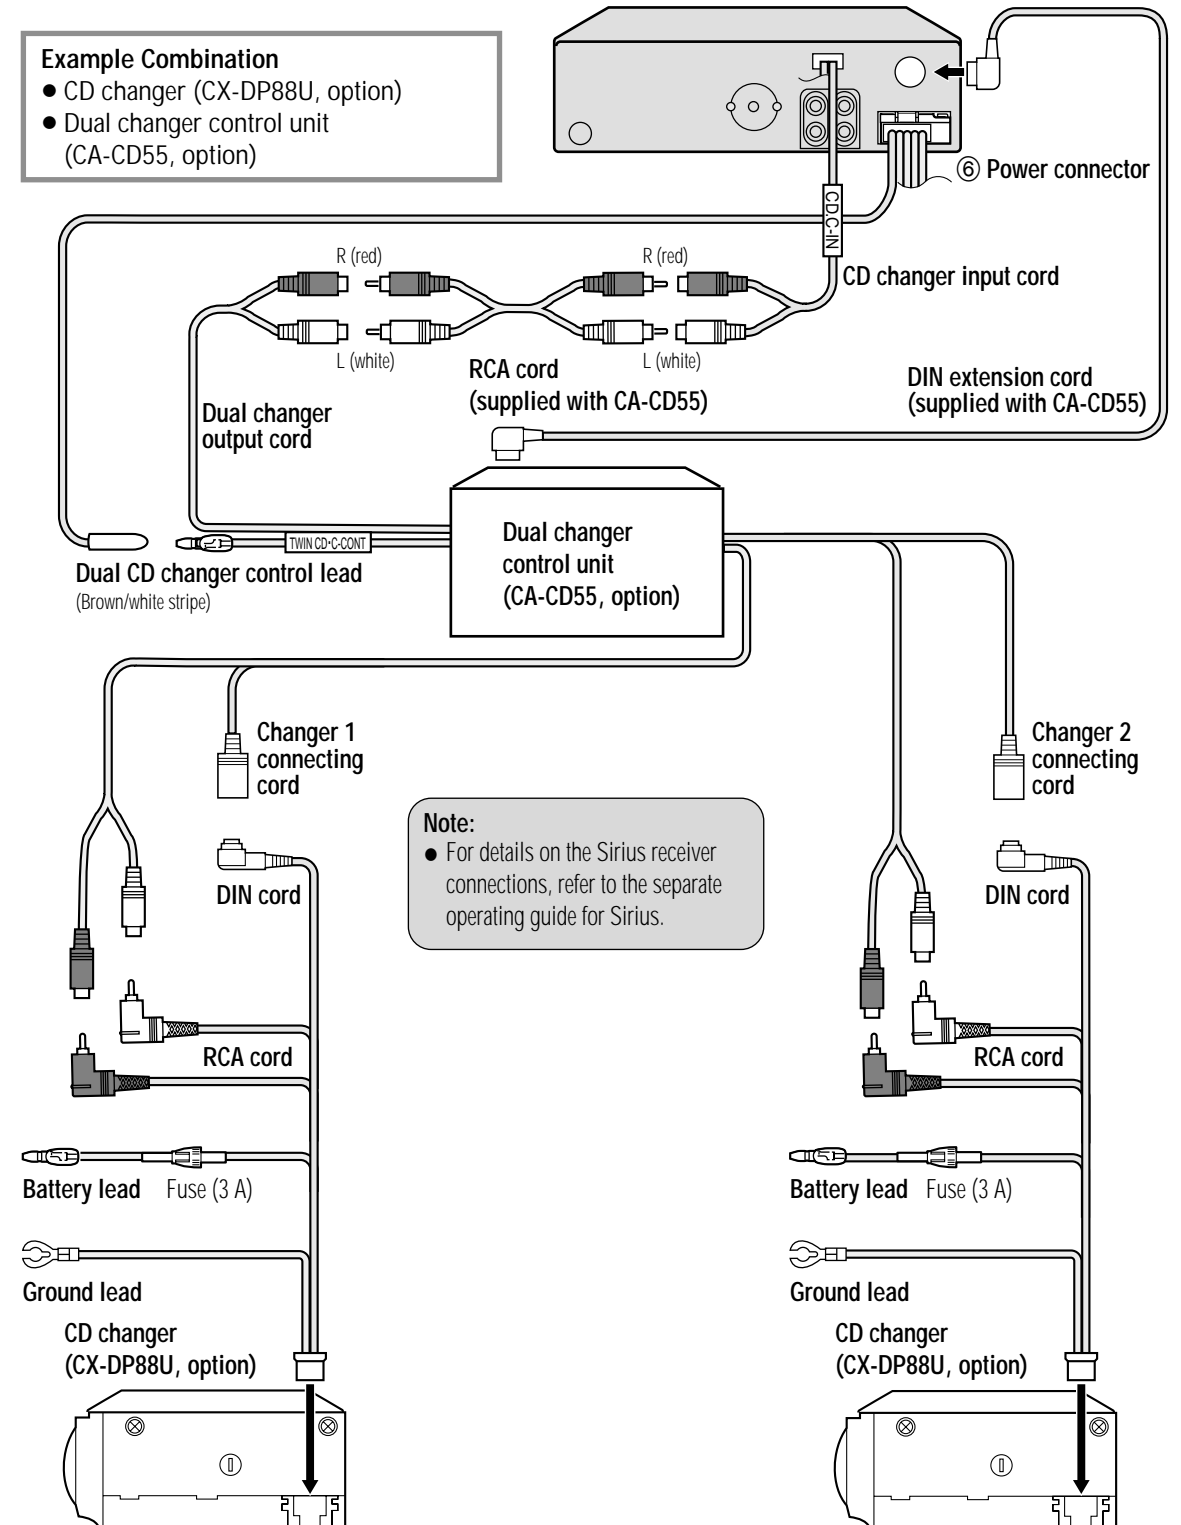 Example Combination
● CD changer (CX-DP88U, option)
● Dual changer control unit
(CA-CD55, option)
⑥ Power connector
CD.C-IN
R (red)
R (red)
CD changer input cord
L (white)
L (white)
RCA cord
(supplied with CA-CD55)
DIN extension cord
(supplied with CA-CD55)
Dual changer
output cord
TWIN CD•C-CONT
Dual changer
control unit
(CA-CD55, option)
Dual CD changer control lead
(Brown/white stripe)
Changer 1
connecting
cord
Changer 2
connecting
cord
Note:
● For details on the Sirius receiver
connections, refer to the separate
operating guide for Sirius.
DIN cord
DIN cord
RCA cord
RCA cord
Battery lead Fuse (3 A)
Battery lead Fuse (3 A)
Ground lead
Ground lead
CD changer
(CX-DP88U, option)
CD changer
(CX-DP88U, option)